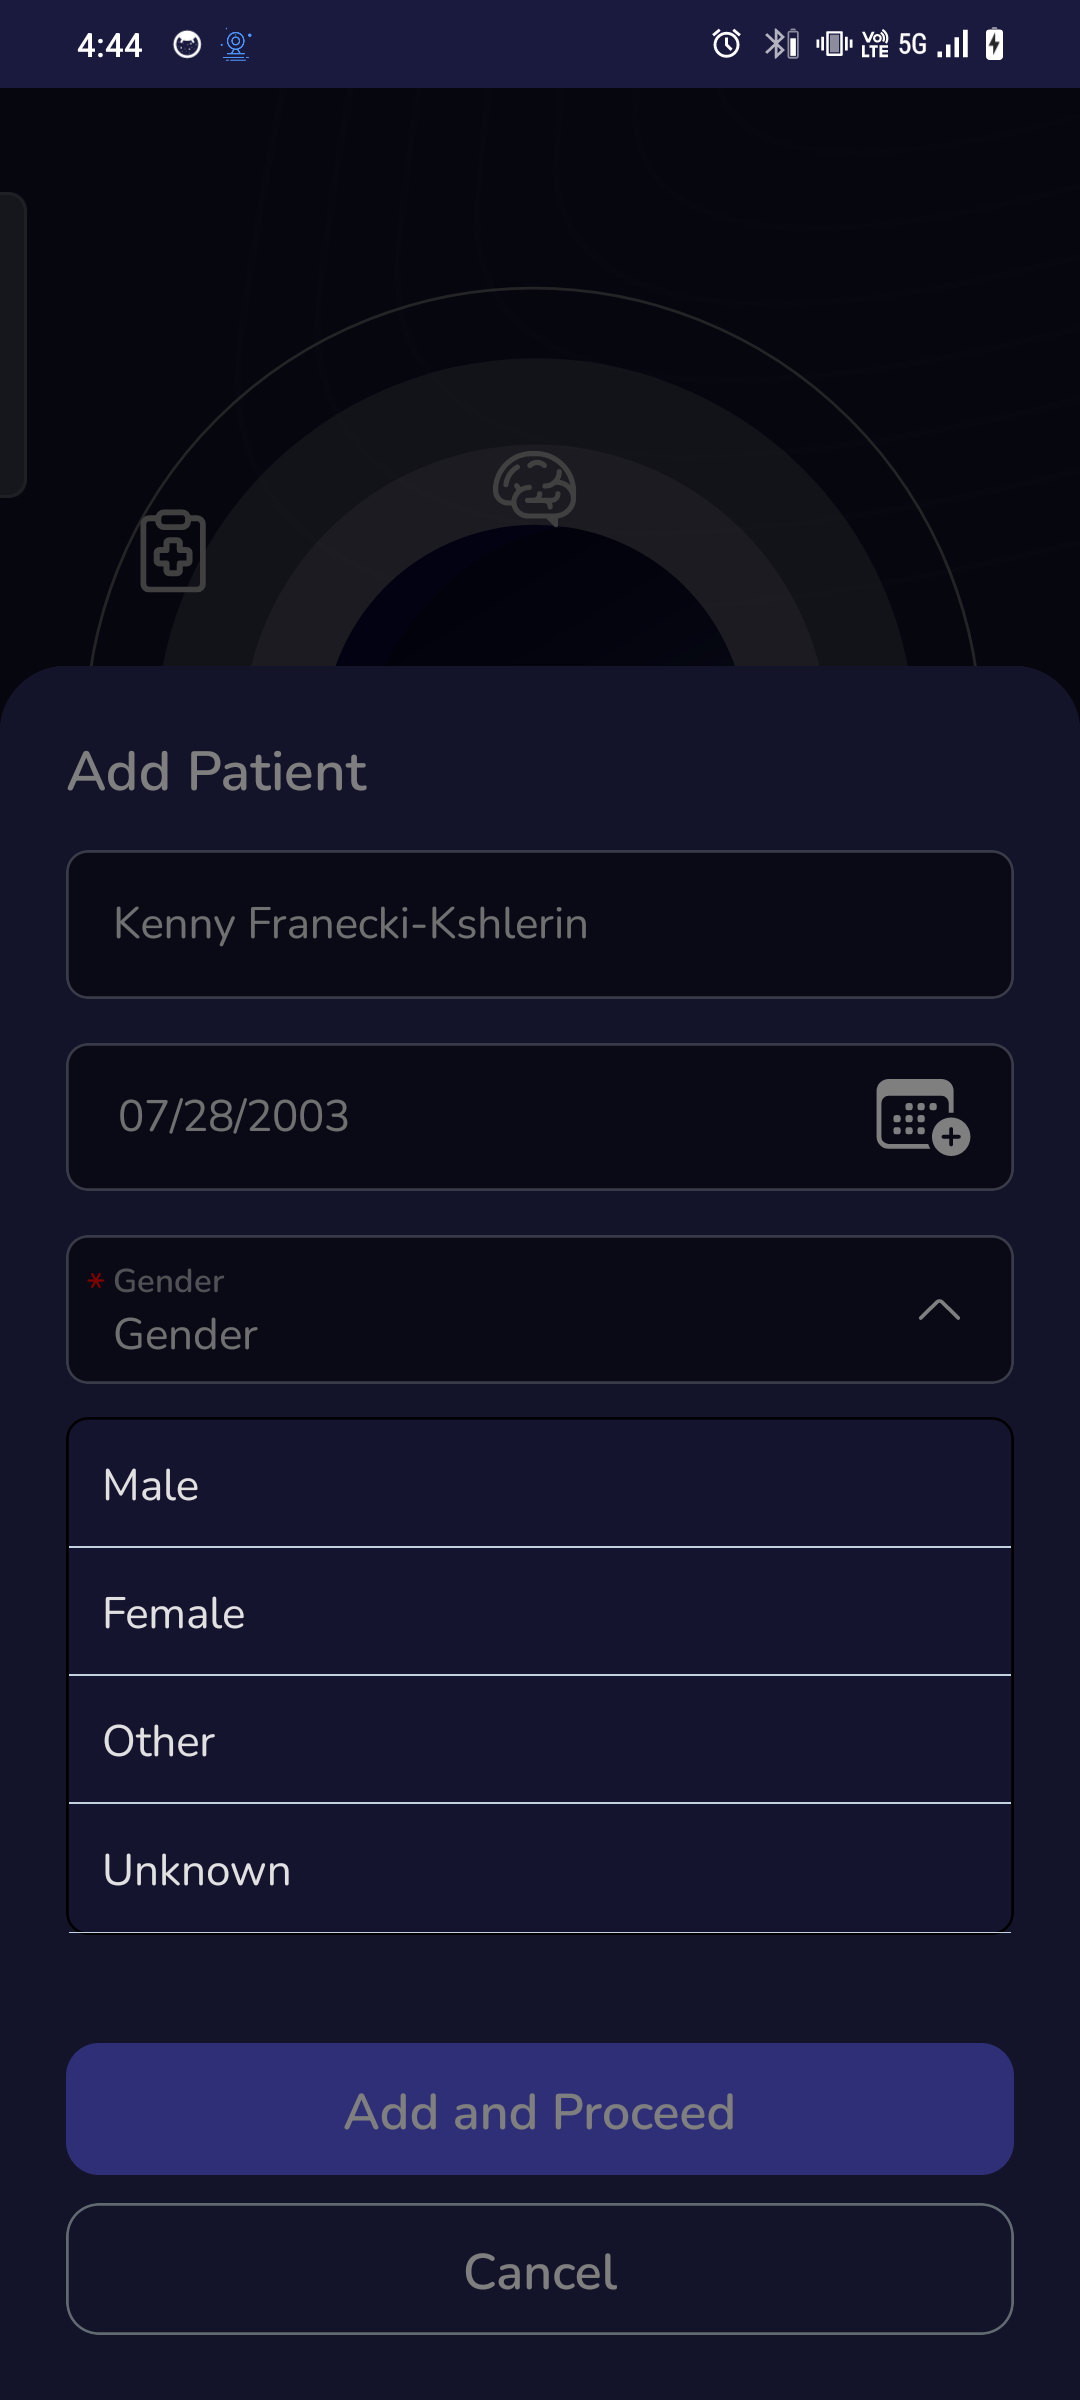 4:44
Vo) LTE 5G
Add Patient
Kenny Franecki-Kshlerin
07/28/2003
* Gender
Gender
Male
Female
Other
Unknown
Add and Proceed
Cancel